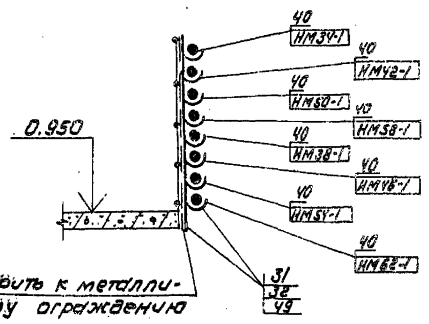 40
НМ34-1
40
НМ42-1
40
НМ50-1
40
НМ58-1
0.950
40
НМ38-1
40
НМ46-1
40
НМ54-1
40
НМ62-1
31
32
49
бить к металли-
у ограждению